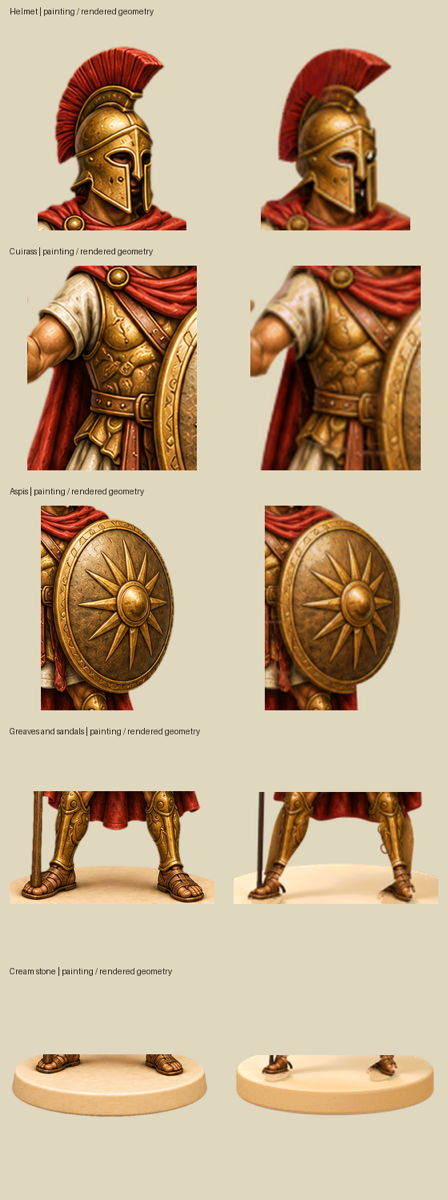 Helmet | painting / rendered geometry
Cuirass | painting / rendered geometry
Aspis | painting / rendered geometry
Greaves and sandals | painting / rendered geometry
Cream stone | painting / rendered geometry